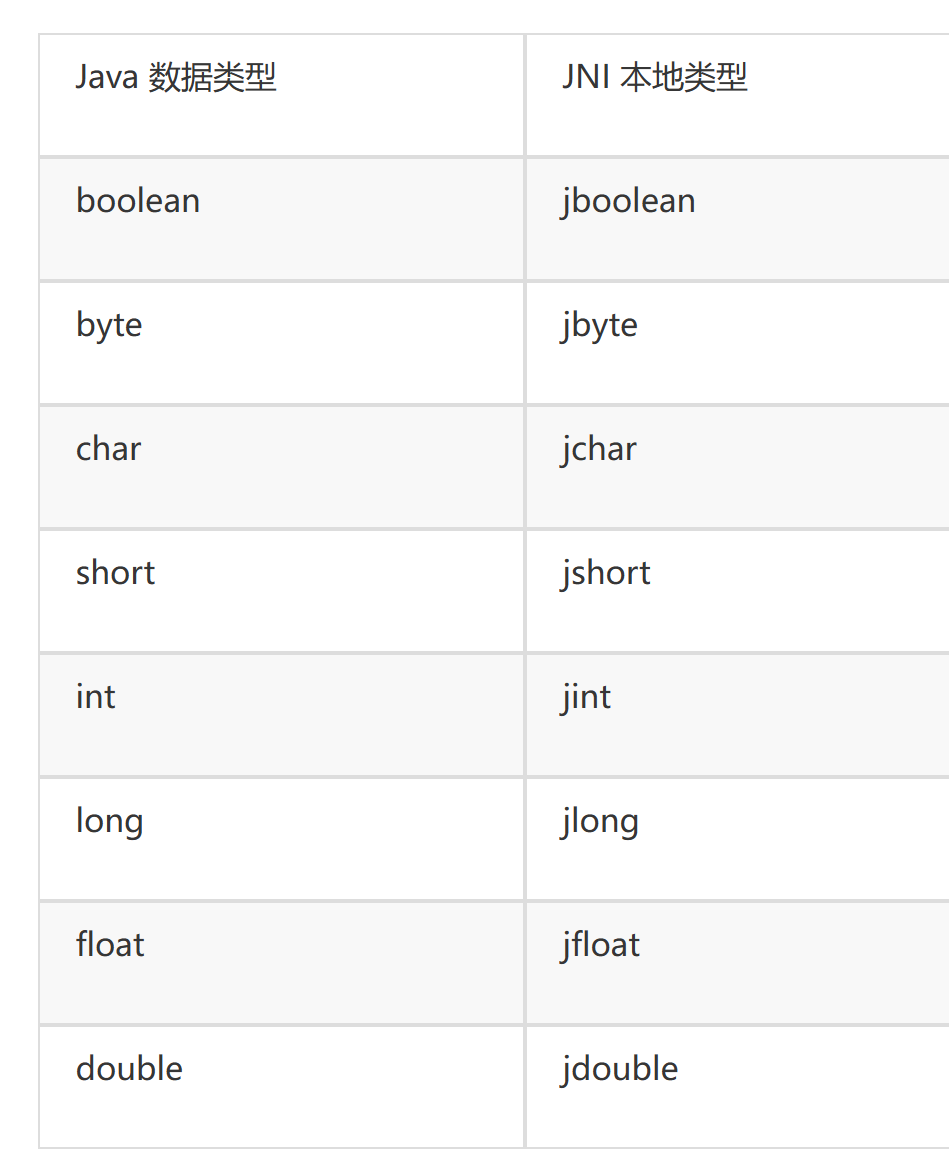 Java 数据类型 JNI 本地类型
boolean jboolean
byte jbyte
char jchar
short jshort
int jint
long jlong
float jfloat
double jdouble